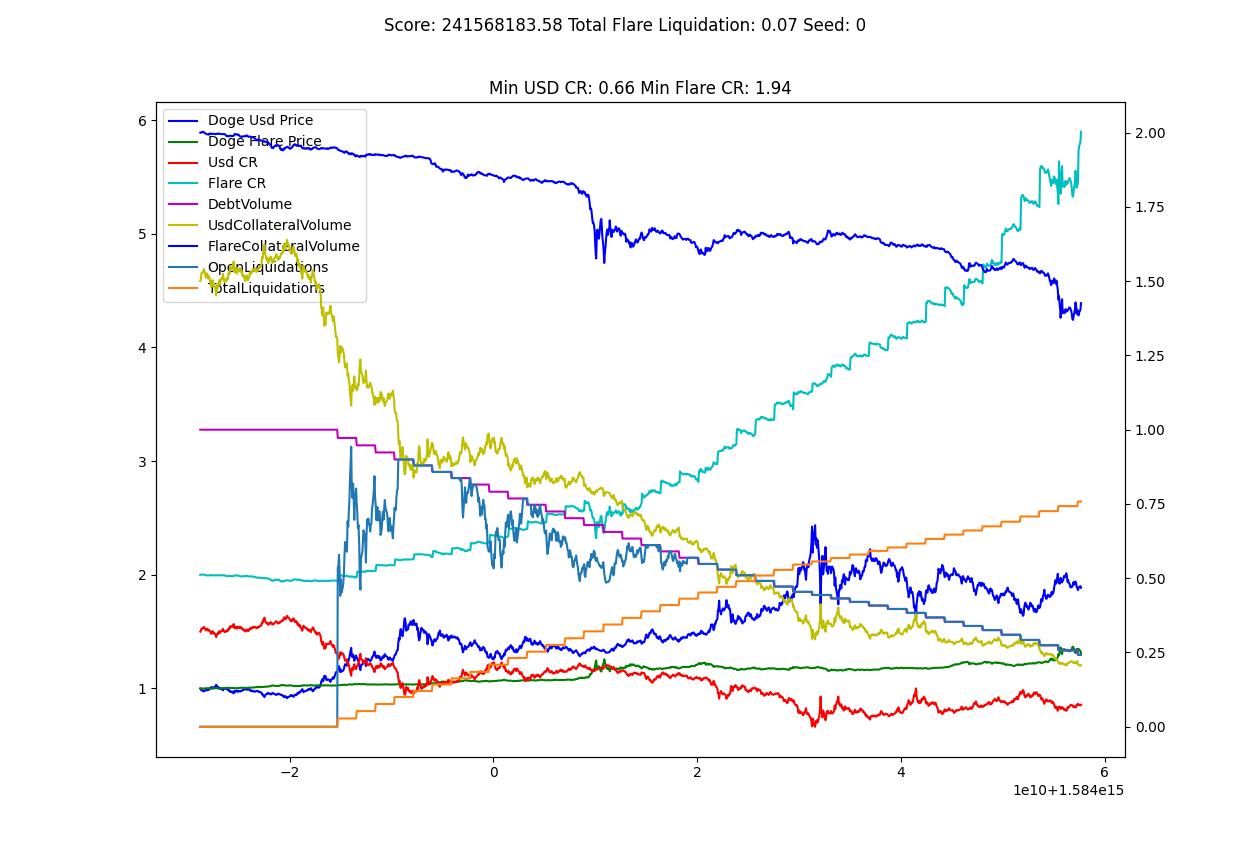 Score: 241568183.58 Total Flare Liquidation: 0.07 Seed: 0
Min USD CR: 0.66 Min Flare CR: 1.94
Doge Usd Price
Doge Flare Price
Usd CR
Flare CR
DebtVolume
UsdCollateralVolume
FlareCollateralVolume
OpenLiquidations
TotalLiquidations
6
5
4
3
2
1
2.00
1.75
1.50
1.25
1.00
0.75
0.50
0.25
0.00
−2 0 2 4 6
1e10+1.584e15